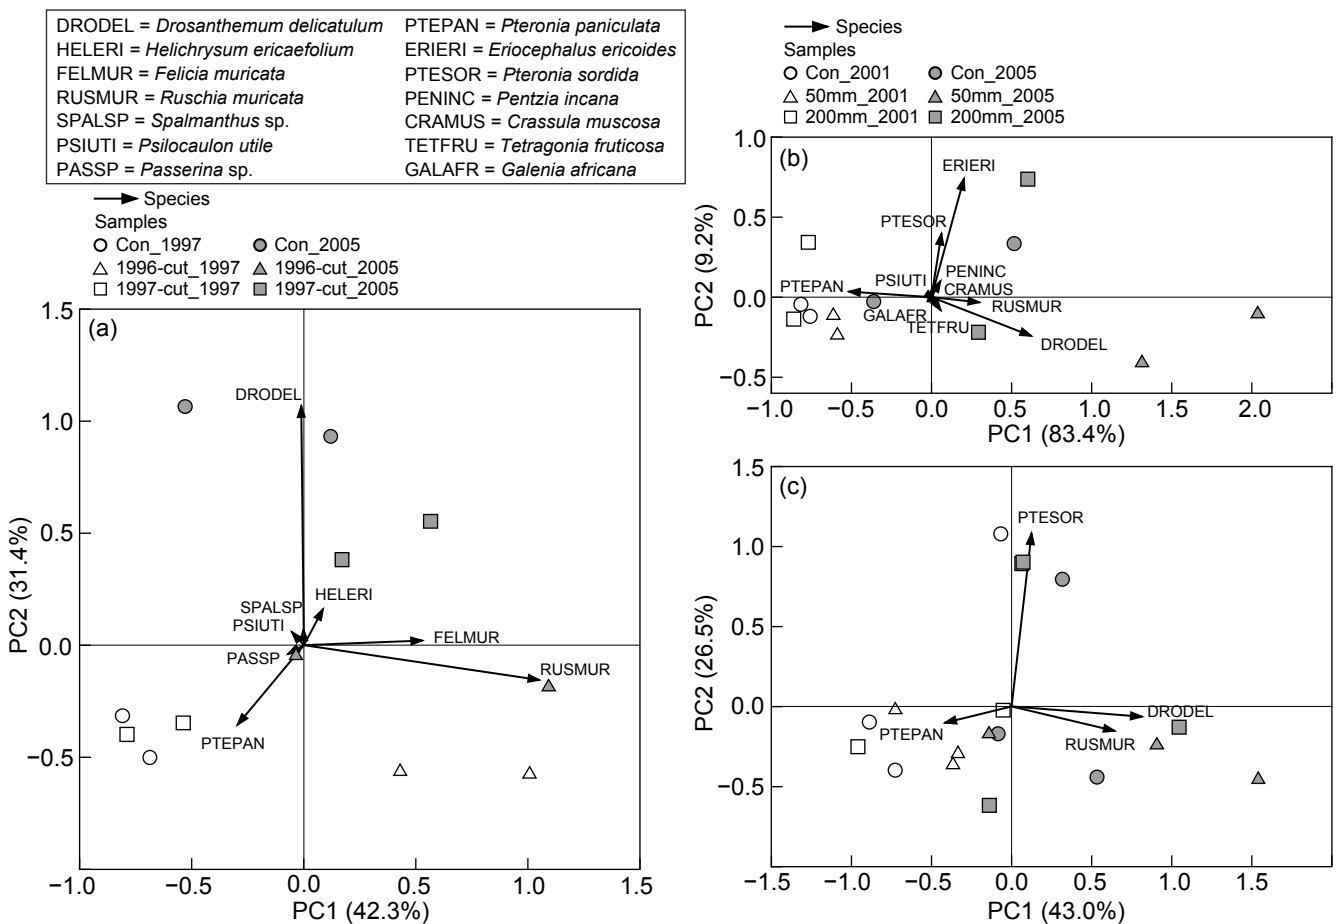 DRODEL = Drosanthemum delicatulum PTEPAN = Pteronia paniculata
HELERI = Helichrysum ericaefolium ERIERI = Eriocephalus ericoides
FELMUR = Felicia muricata PTESOR = Pteronia sordida
RUSMUR = Ruschia muricata PENINC = Pentzia incana
SPALSP = Spalmanthus sp. CRAMUS = Crassula muscosa
PSIUTI = Psilocaulon utile TETFRU = Tetragonia fruticosa
PASSP = Passerina sp. GALAFR = Galenia africana
Species
Samples
Con_1997 Con_2005
1996-cut_1997 1996-cut_2005
1997-cut_1997 1997-cut_2005
(a)
1.5
1.0
0.5
0.0
−0.5
PC2 (31.4%)
DRODEL
HELERI
SPALSP
PSIUTI
FELMUR
PASSP
RUSMUR
PTEPAN
−1.0 −0.5 0.0 0.5 1.0 1.5
PC1 (42.3%)
Species
Samples
Con_2001 Con_2005
50mm_2001 50mm_2005
200mm_2001 200mm_2005
(b)
1.0
0.5
0.0
−0.5
PC2 (9.2%)
ERIERI
PTESOR
PENINC
PSIUTI
PTEPAN
CRAMUS
RUSMUR
GALAFR
TETFRU
DRODEL
−1.0 −0.5 0.0 0.5 1.0 1.5 2.0
PC1 (83.4%)
(c)
1.5
1.0
0.5
0.0
−0.5
PC2 (26.5%)
PTESOR
DRODEL
PTEPAN
RUSMUR
−1.5 −1.0 −0.5 0.0 0.5 1.0 1.5
PC1 (43.0%)